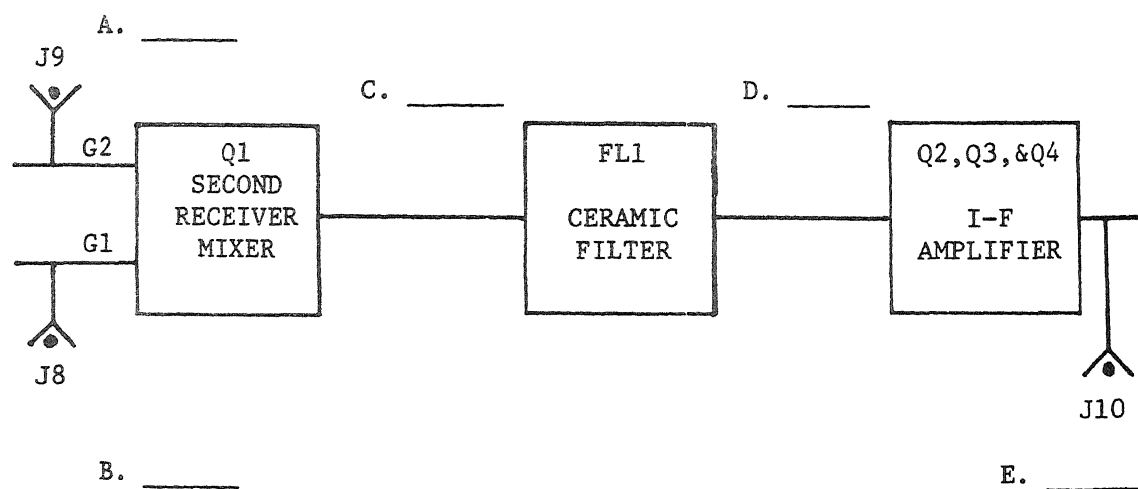 A. ______
J9
C. ______
D. ______
G2
Q1
SECOND
RECEIVER
MIXER
FL1
CERAMIC
FILTER
Q2,Q3,&Q4
I-F
AMPLIFIER
G1
J8
J10
B. ______
E. ______